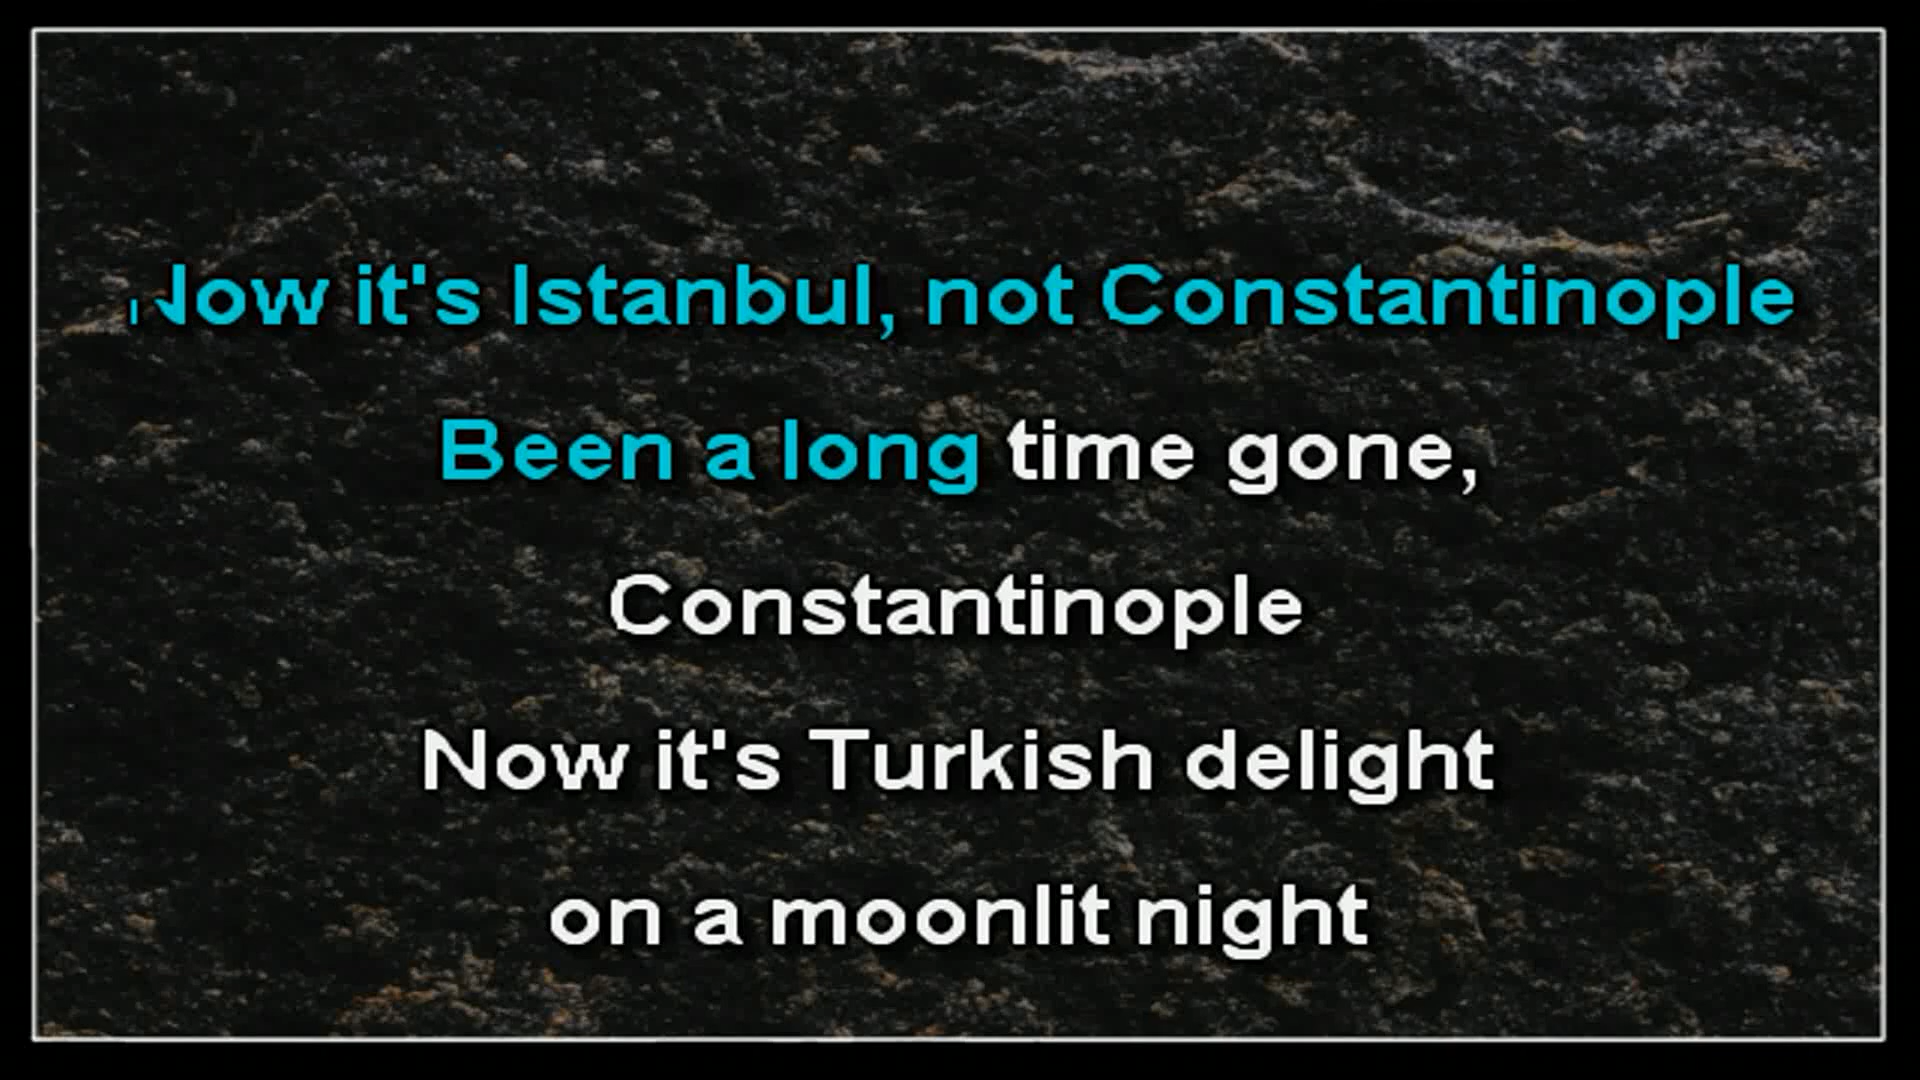 Now it's Istanbul, not Constantinople
Been a long time gone,
Constantinople
Now it's Turkish delight
on a moonlit night